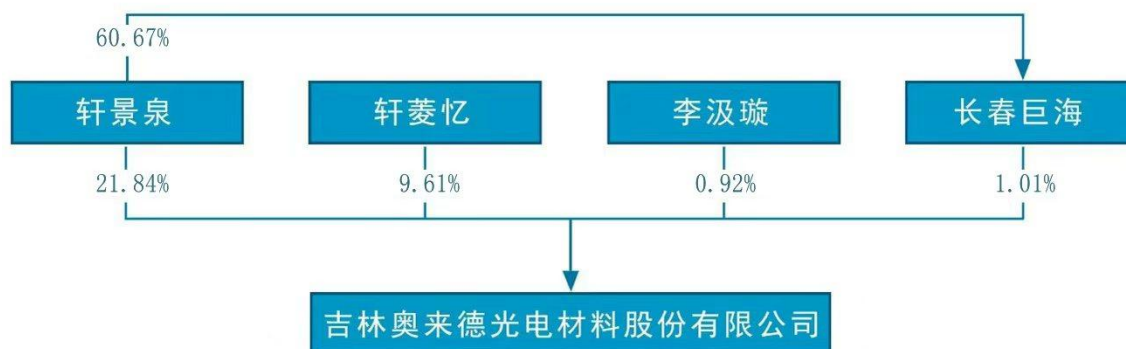 60.67%
轩景泉
轩菱忆
李汲璇
长春巨海
21.84%
9.61%
0.92%
1.01%
吉林奥来德光电材料股份有限公司